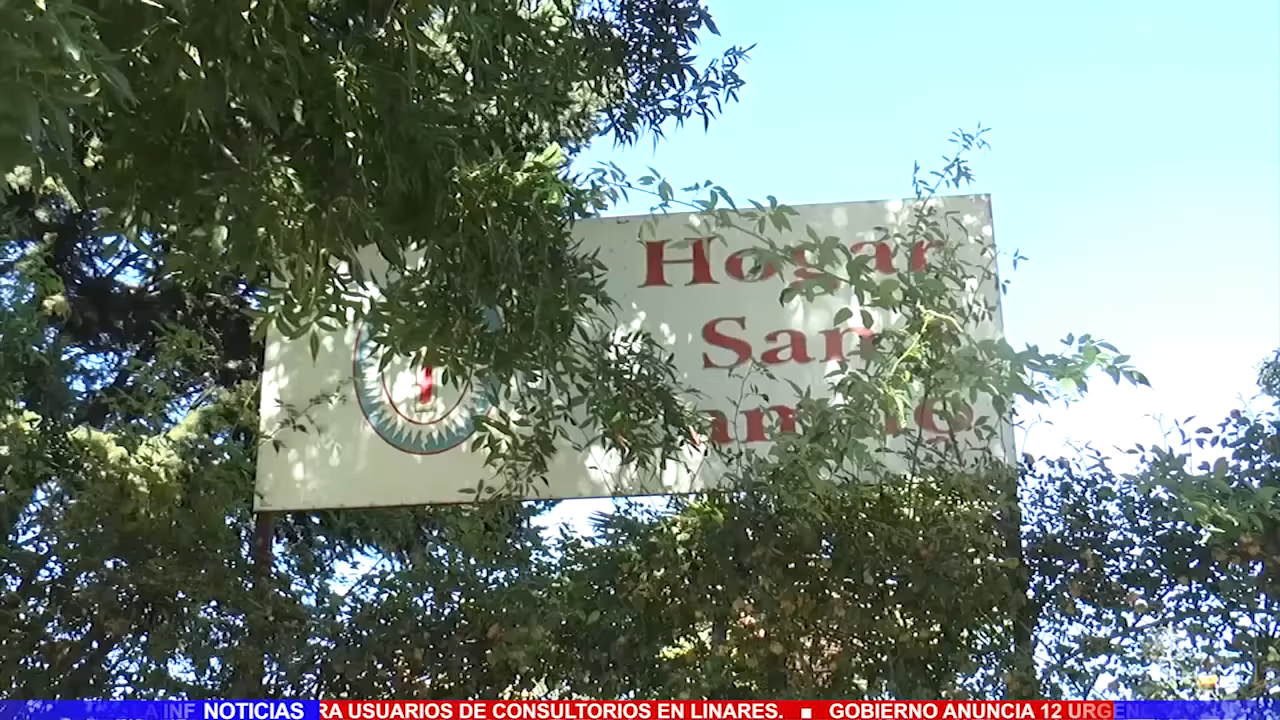 Hogar
San
NOTICIAS
RA USUARIOS DE CONSULTORIOS EN LINARES. ■ GOBIERNO ANUNCIA 12 URGEN